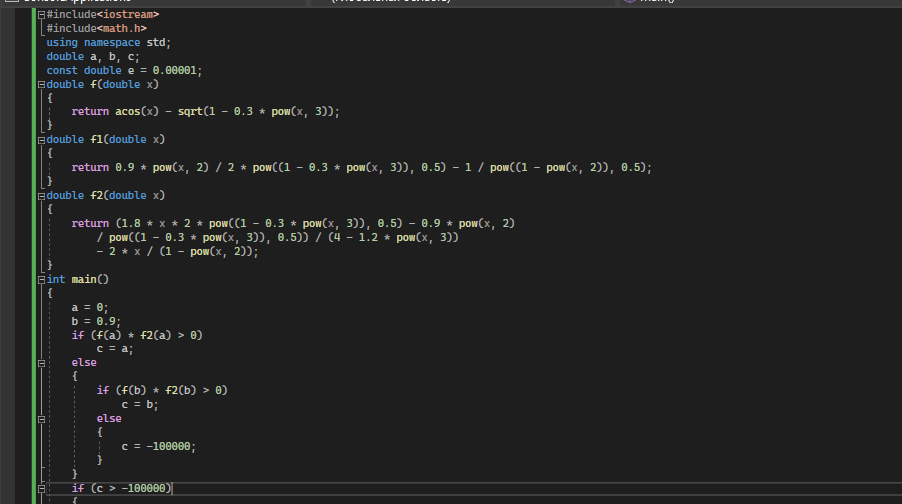 #include<iostream>
#include<math.h>
using namespace std;
double a, b, c;
const double e = 0.00001;
double f(double x)
{
return acos(x) - sqrt(1 - 0.3 * pow(x, 3));
}
double f1(double x)
{
return 0.9 * pow(x, 2) / 2 * pow((1 - 0.3 * pow(x, 3)), 0.5) - 1 / pow((1 - pow(x, 2)), 0.5);
}
double f2(double x)
{
return (1.8 * x * 2 * pow((1 - 0.3 * pow(x, 3)), 0.5) - 0.9 * pow(x, 2)
/ pow((1 - 0.3 * pow(x, 3)), 0.5)) / (4 - 1.2 * pow(x, 3))
- 2 * x / (1 - pow(x, 2));
}
int main()
{
a = 0;
b = 0.9;
if (f(a) * f2(a) > 0)
c = a;
else
{
if (f(b) * f2(b) > 0)
c = b;
else
{
c = -100000;
}
}
if (c > -100000)
{